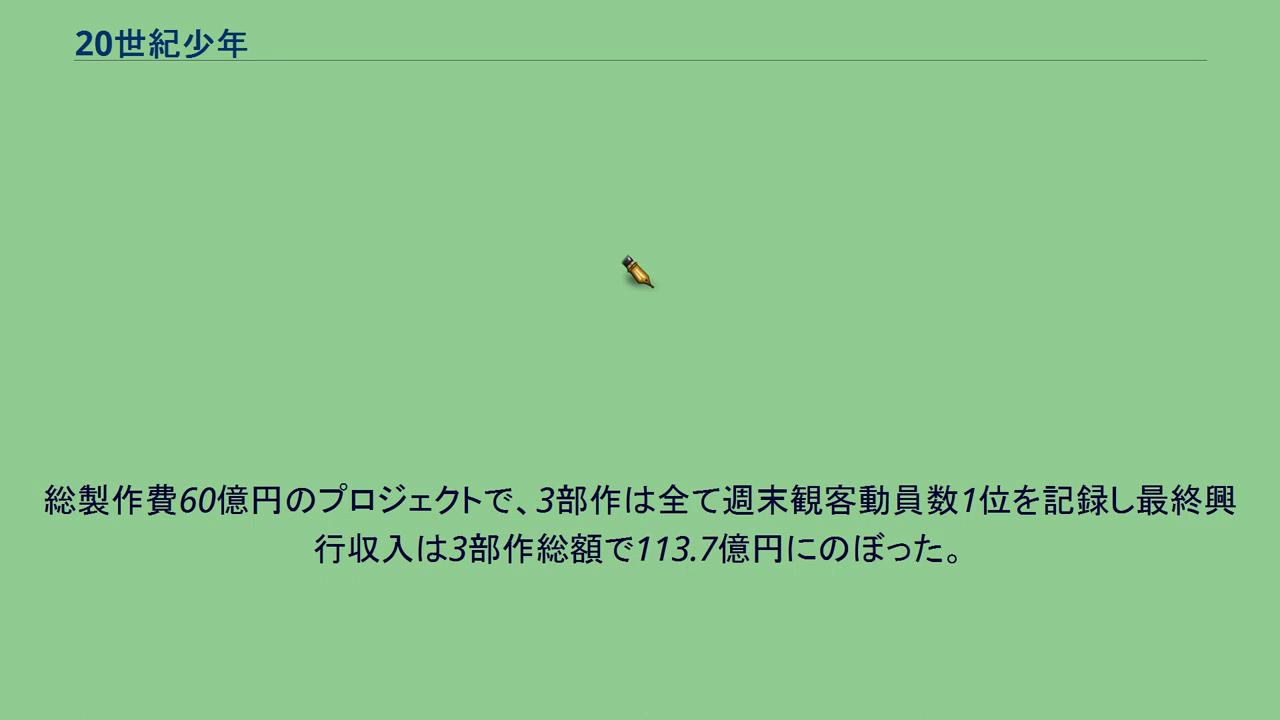 20世紀少年
総製作費60億円のプロジェクトで、3部作は全て週末観客動員数1位を記録し最終興
行収入は3部作総額で113.7億円にのぼった。